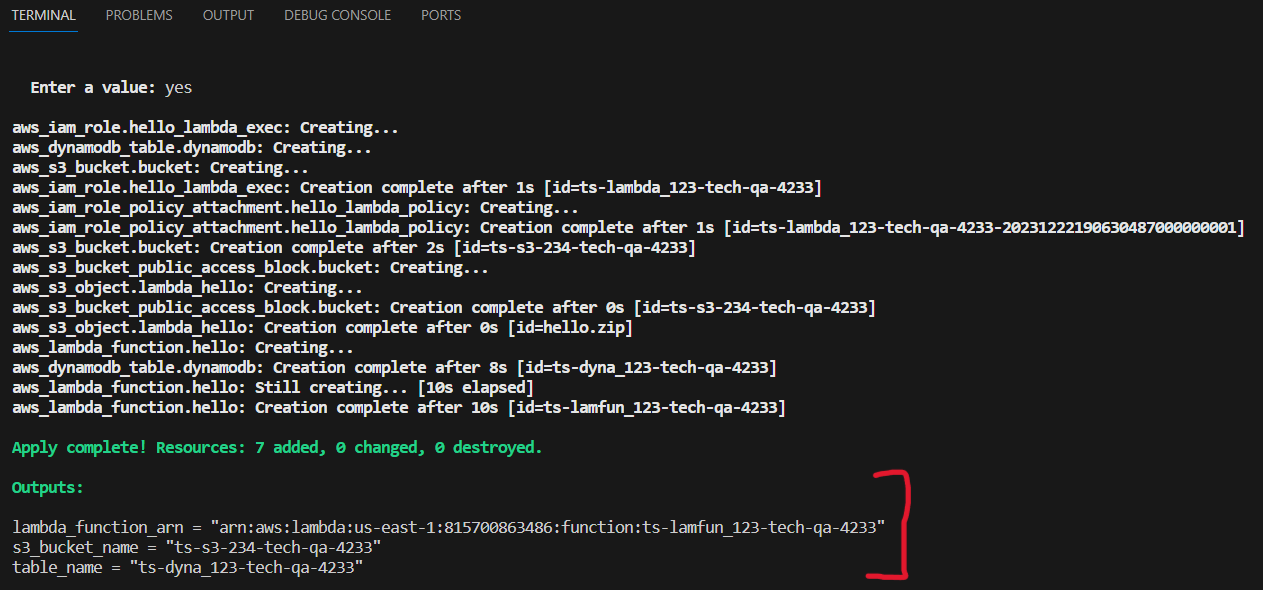 TERMINAL PROBLEMS OUTPUT DEBUG CONSOLE PORTS
Enter a value: yes
aws_iam_role.hello_lambda_exec: Creating...
aws_dynamodb_table.dynamodb: Creating...
aws_s3_bucket.bucket: Creating...
aws_iam_role.hello_lambda_exec: Creation complete after 1s [id=ts-lambda_123-tech-qa-4233]
aws_iam_role_policy_attachment.hello_lambda_policy: Creating...
aws_iam_role_policy_attachment.hello_lambda_policy: Creation complete after 1s [id=ts-lambda_123-tech-qa-4233-20231222190630487000000001]
aws_s3_bucket.bucket: Creation complete after 2s [id=ts-s3-234-tech-qa-4233]
aws_s3_bucket_public_access_block.bucket: Creating...
aws_s3_object.lambda_hello: Creating...
aws_s3_bucket_public_access_block.bucket: Creation complete after 0s [id=ts-s3-234-tech-qa-4233]
aws_s3_object.lambda_hello: Creation complete after 0s [id=hello.zip]
aws_lambda_function.hello: Creating...
aws_dynamodb_table.dynamodb: Creation complete after 8s [id=ts-dyna_123-tech-qa-4233]
aws_lambda_function.hello: Still creating... [10s elapsed]
aws_lambda_function.hello: Creation complete after 10s [id=ts-lamfun_123-tech-qa-4233]
Apply complete! Resources: 7 added, 0 changed, 0 destroyed.
Outputs:
lambda_function_arn = "arn:aws:lambda:us-east-1:815700863486:function:ts-lamfun_123-tech-qa-4233"
s3_bucket_name = "ts-s3-234-tech-qa-4233"
table_name = "ts-dyna_123-tech-qa-4233"